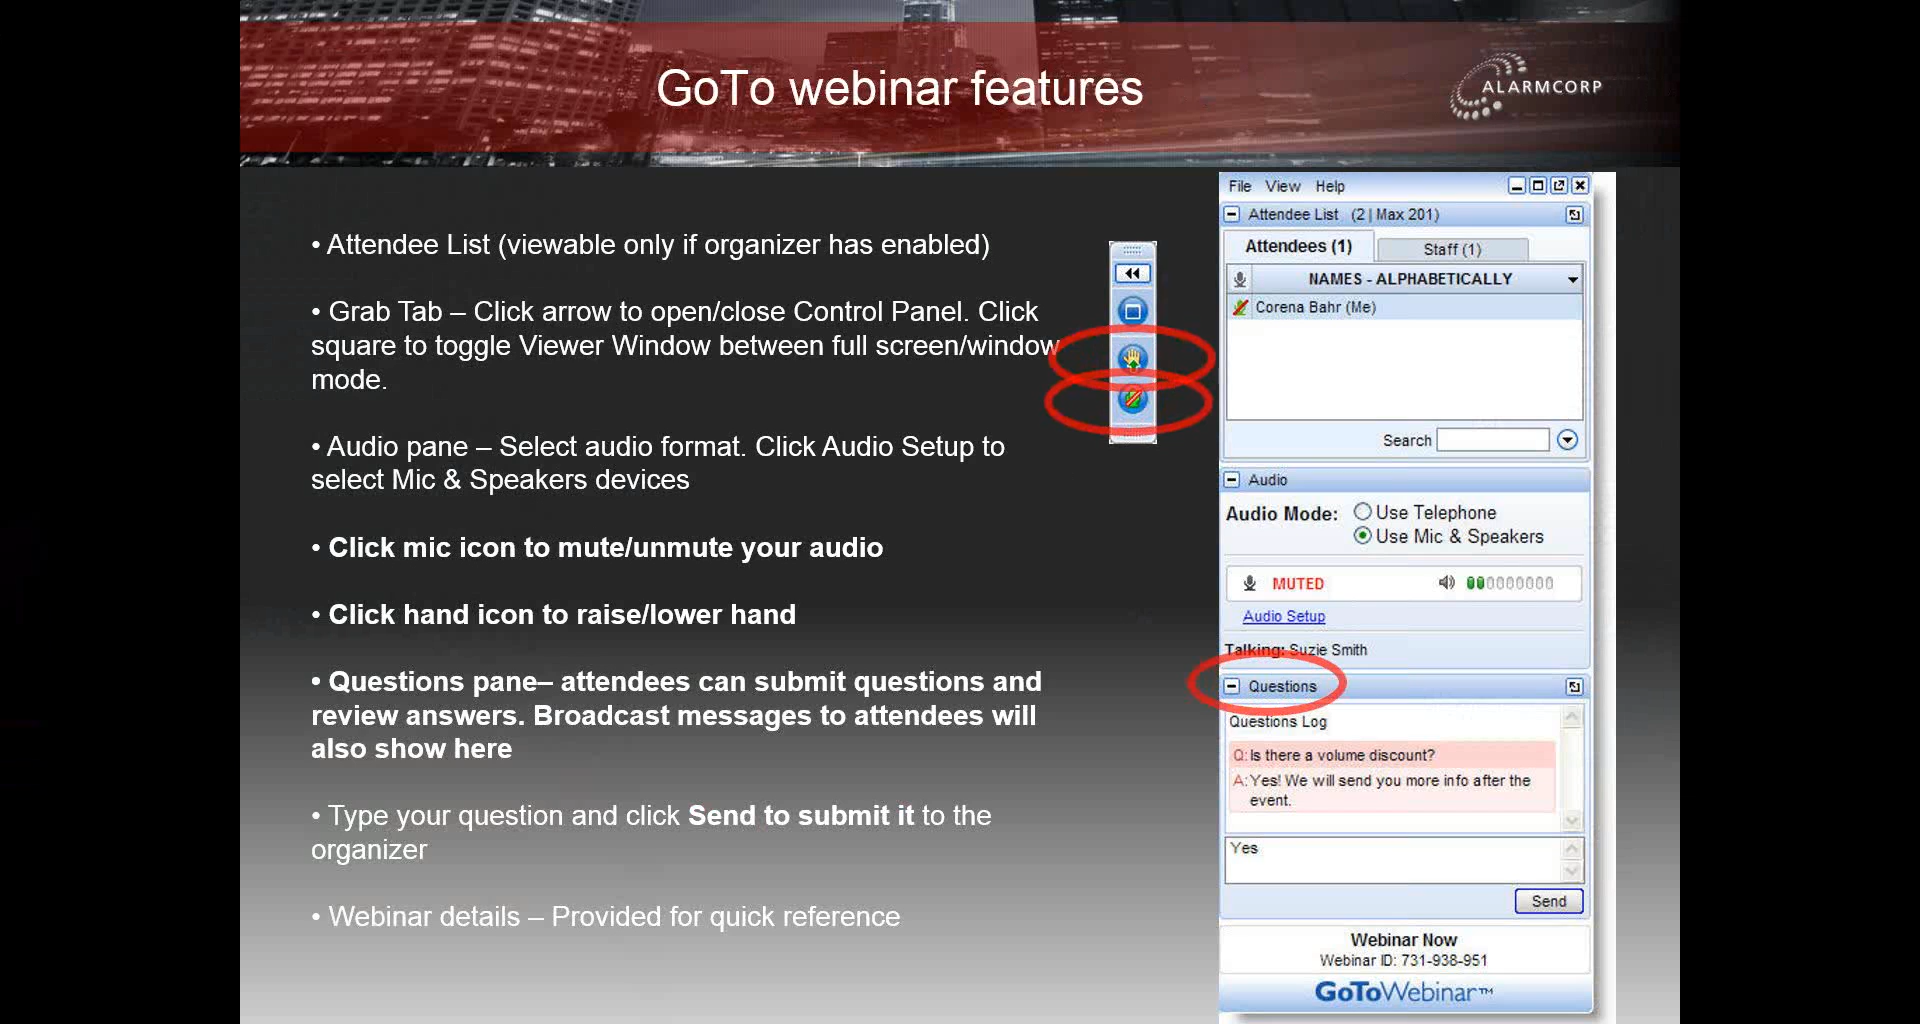 GoTo webinar features
ALARMCORP
• Attendee List (viewable only if organizer has enabled)
• Grab Tab – Click arrow to open/close Control Panel. Click
square to toggle Viewer Window between full screen/window
mode.
• Audio pane – Select audio format. Click Audio Setup to
select Mic & Speakers devices
• Click mic icon to mute/unmute your audio
• Click hand icon to raise/lower hand
• Questions pane– attendees can submit questions and
review answers. Broadcast messages to attendees will
also show here
• Type your question and click Send to submit it to the
organizer
• Webinar details – Provided for quick reference
File View Help
Attendee List (2 | Max 201)
Attendees (1) Staff (1)
NAMES - ALPHABETICALLY
Corena Bahr (Me)
Search
Audio
Audio Mode: Use Telephone
Use Mic & Speakers
MUTED
Audio Setup
Talking: Suzie Smith
Questions
Questions Log
Q: Is there a volume discount?
A: Yes! We will send you more info after the
event.
Yes
Send
Webinar Now
Webinar ID: 731-938-951
GoToWebinar™